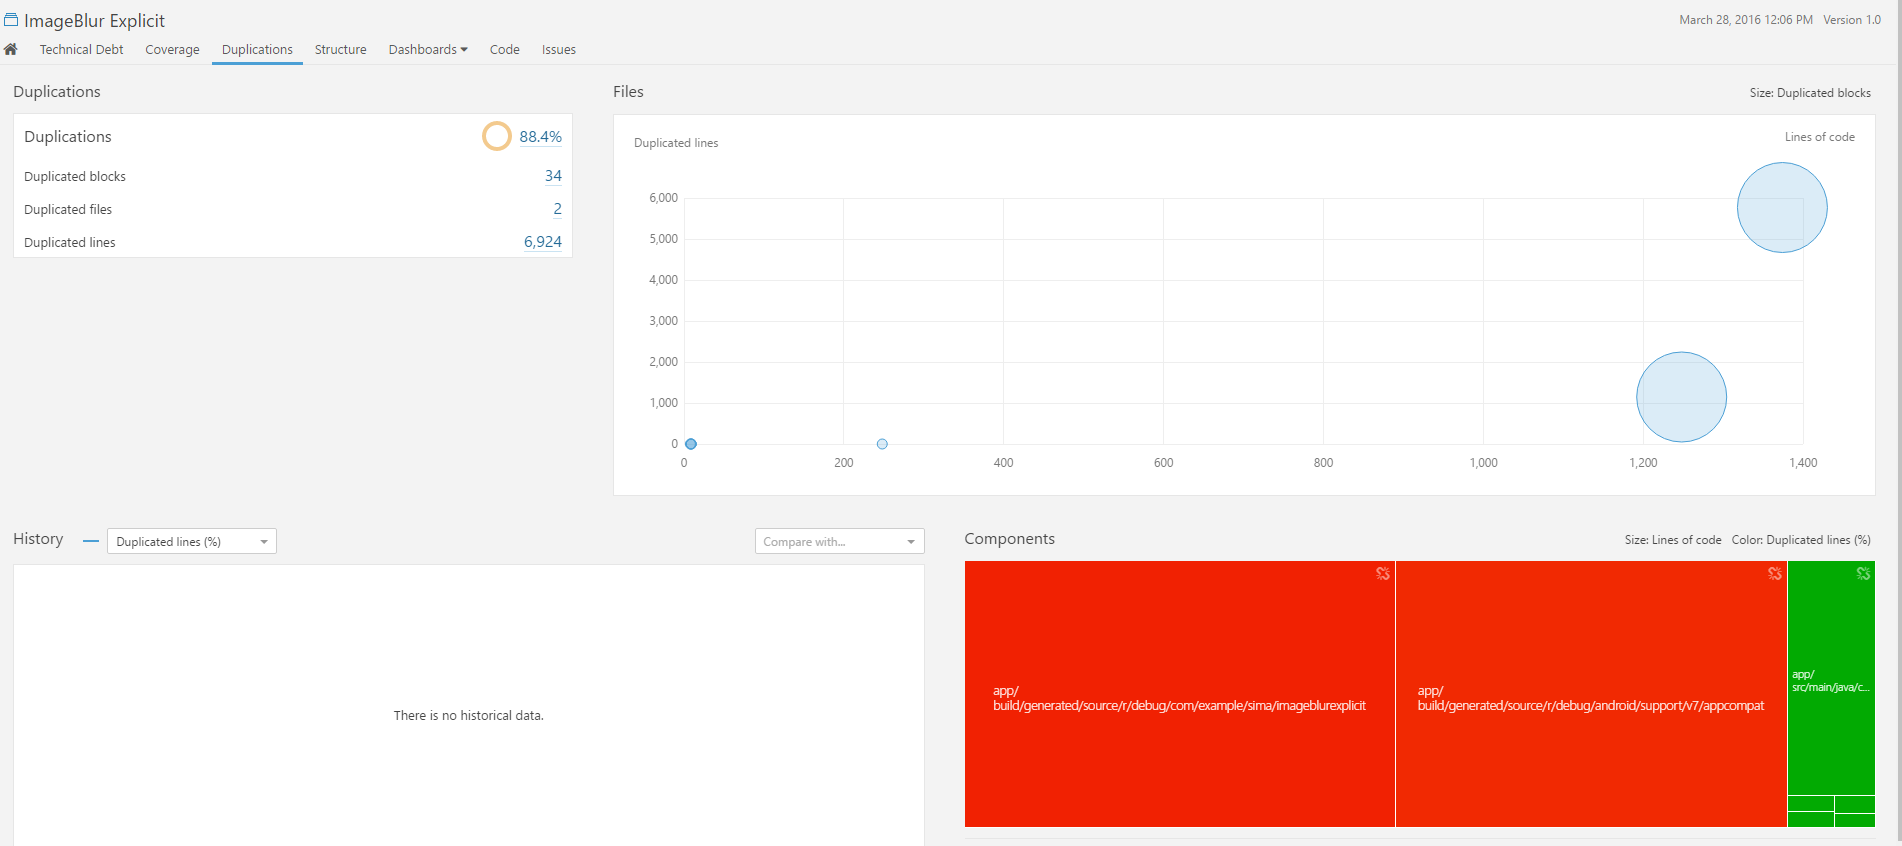 ImageBlur Explicit
March 28, 2016 12:06 PM Version 1.0
Technical Debt Coverage Duplications Structure Dashboards Code Issues
Duplications
Duplications 88.4%
Duplicated blocks 34
Duplicated files 2
Duplicated lines 6,924
Files
Size: Duplicated blocks
Duplicated lines
Lines of code
6,000
5,000
4,000
3,000
2,000
1,000
0
0 200 400 600 800 1,000 1,200 1,400
History
Duplicated lines (%)
Compare with...
There is no historical data.
Components
Size: Lines of code Color: Duplicated lines (%)
app/
build/generated/source/r/debug/com/example/sima/imageblurexplicit
app/
build/generated/source/r/debug/android/support/v7/appcompat
app/
src/main/java/c...